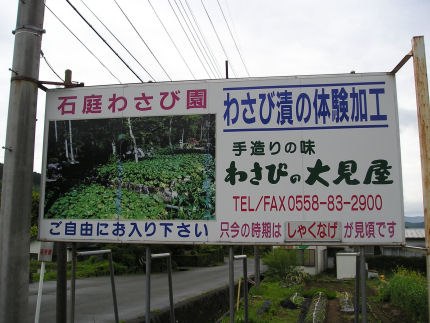 石庭わさび園
わさび漬の体験加工
手造りの味
わさびの大見屋
TEL/FAX 0558-83-2900
ご自由にお入り下さい
只今の時期は しゃくなげ が見頃です